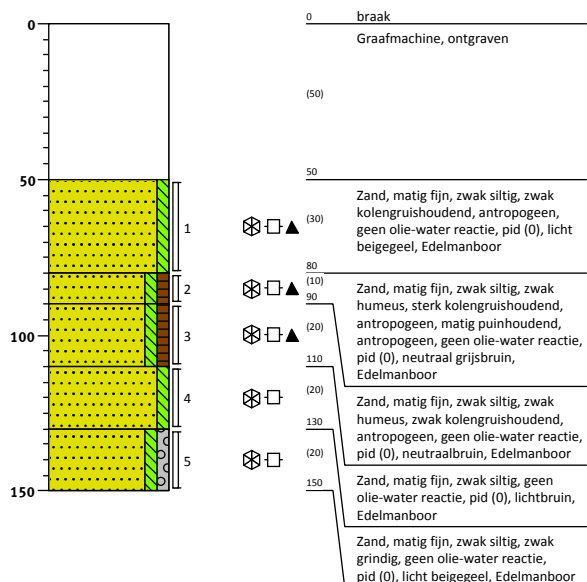 0
50
100
150
1
2
3
4
5
0 braak
Graafmachine, ontgraven
(50)
50
Zand, matig fijn, zwak siltig, zwak
kolengruishoudend, antropogeen,
geen olie-water reactie, pid (0), licht
beigegeel, Edelmanboor
(30)
80
(10)
Zand, matig fijn, zwak siltig, zwak
humeus, sterk kolengruishoudend,
antropogeen, matig puinhoudend,
antropogeen, geen olie-water reactie,
pid (0), neutraal grijsbruin,
Edelmanboor
90
(20)
Zand, matig fijn, zwak siltig, zwak
humeus, zwak kolengruishoudend,
antropogeen, geen olie-water reactie,
pid (0), neutraalbruin, Edelmanboor
110
(20)
Zand, matig fijn, zwak siltig, geen
olie-water reactie, pid (0), lichtbruin,
Edelmanboor
130
(20)
Zand, matig fijn, zwak siltig, zwak
grindig, geen olie-water reactie,
pid (0), licht beigegeel, Edelmanboor
150